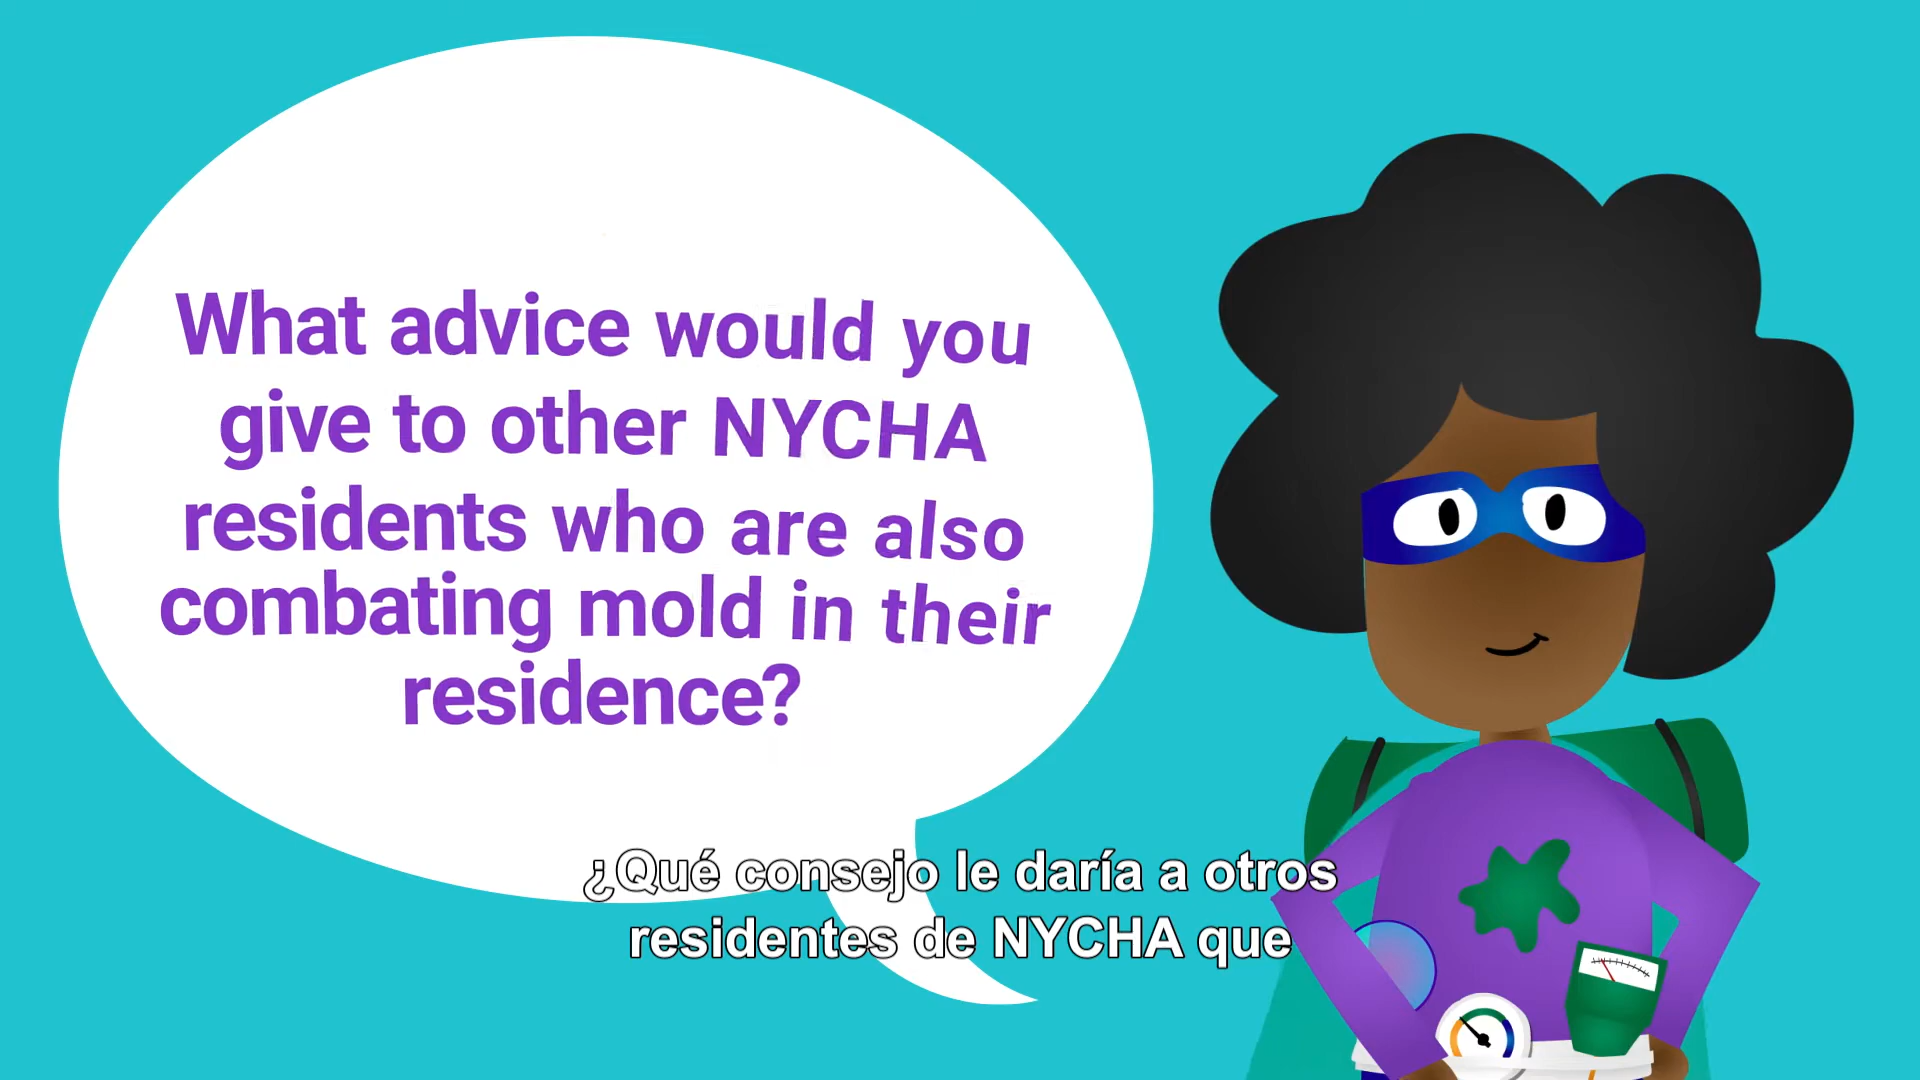 What advice would you
give to other NYCHA
residents who are also
combating mold in their
residence?
¿Qué consejo le daría a otros
residentes de NYCHA que